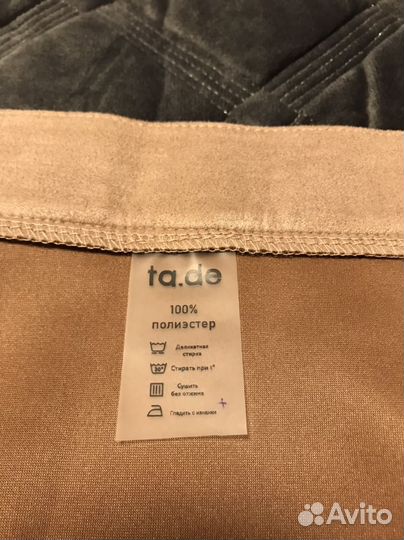 ta.de
100%
полиэстер
Деликатная
стирка
30°
Стирать при t°
Сушить
без отжима
Гладить с изнанки
Avito